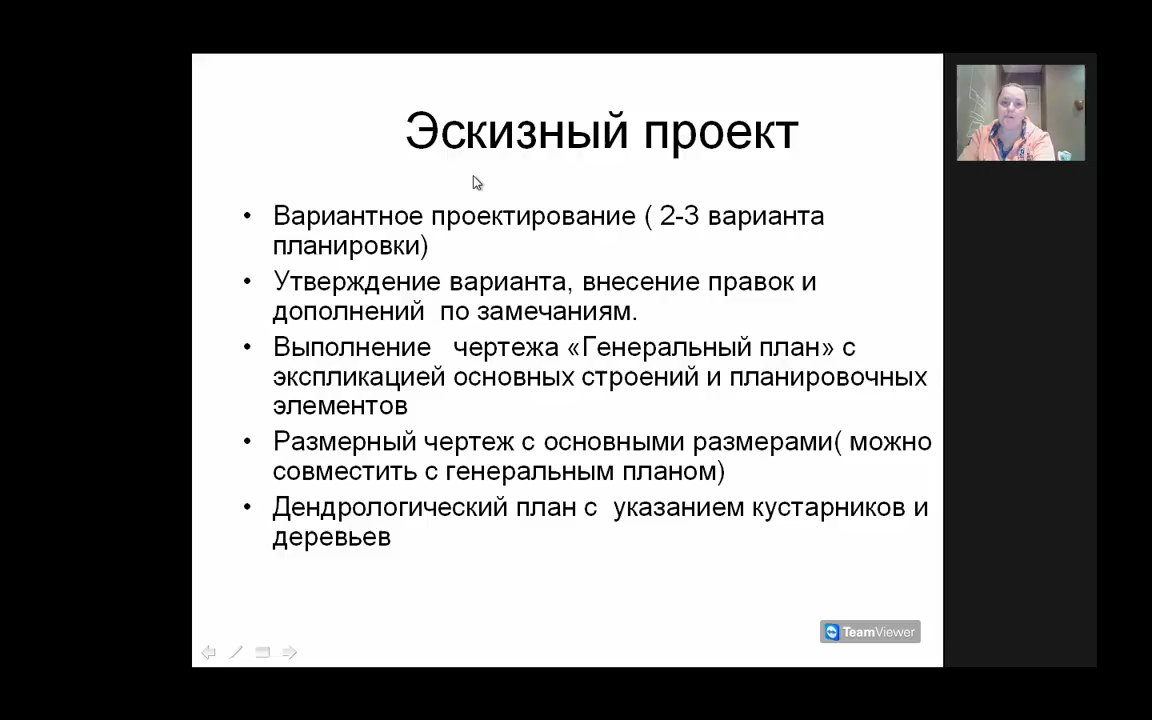 Эскизный проект
• Вариантное проектирование ( 2-3 варианта
планировки)
• Утверждение варианта, внесение правок и
дополнений  по замечаниям.
• Выполнение   чертежа «Генеральный план» с
экспликацией основных строений и планировочных
элементов
• Размерный чертеж с основными размерами( можно
совместить с генеральным планом)
• Дендрологический план с  указанием кустарников и
деревьев
TeamViewer